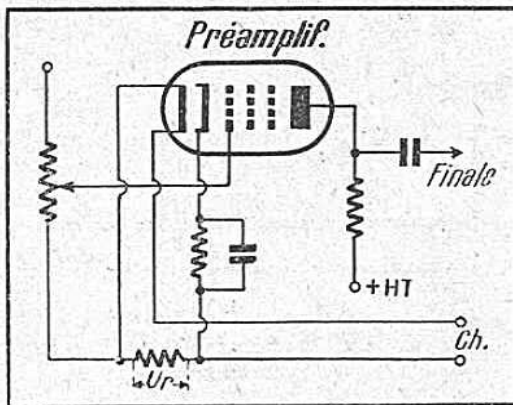 Préamplif.
Finale
+HT
Ch.
Ur